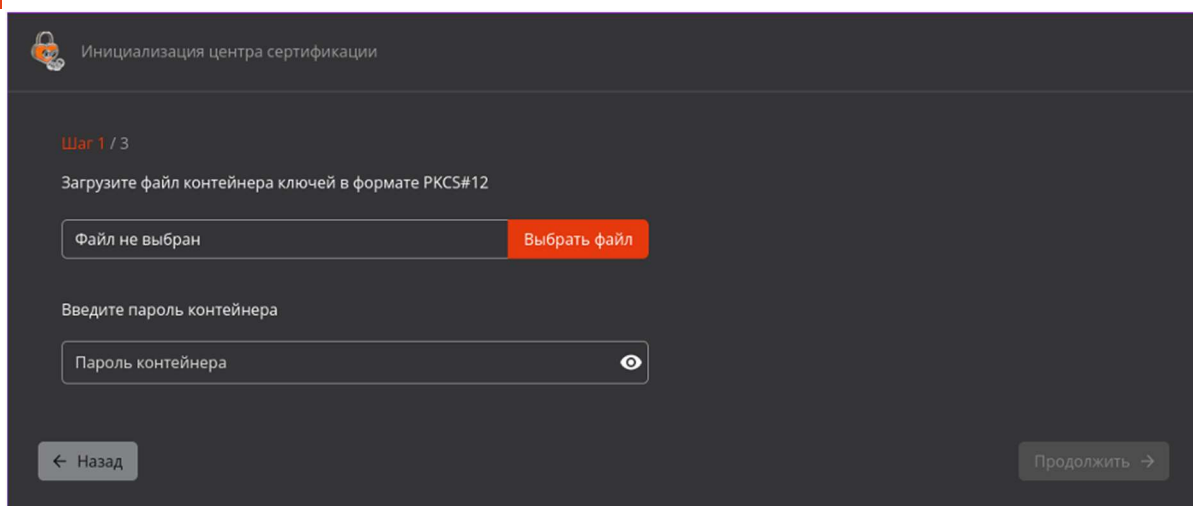 Инициализация центра сертификации
Шаг 1 / 3
Загрузите файл контейнера ключей в формате PKCS#12
Файл не выбран
Выбрать файл
Введите пароль контейнера
Пароль контейнера
← Назад
Продолжить →